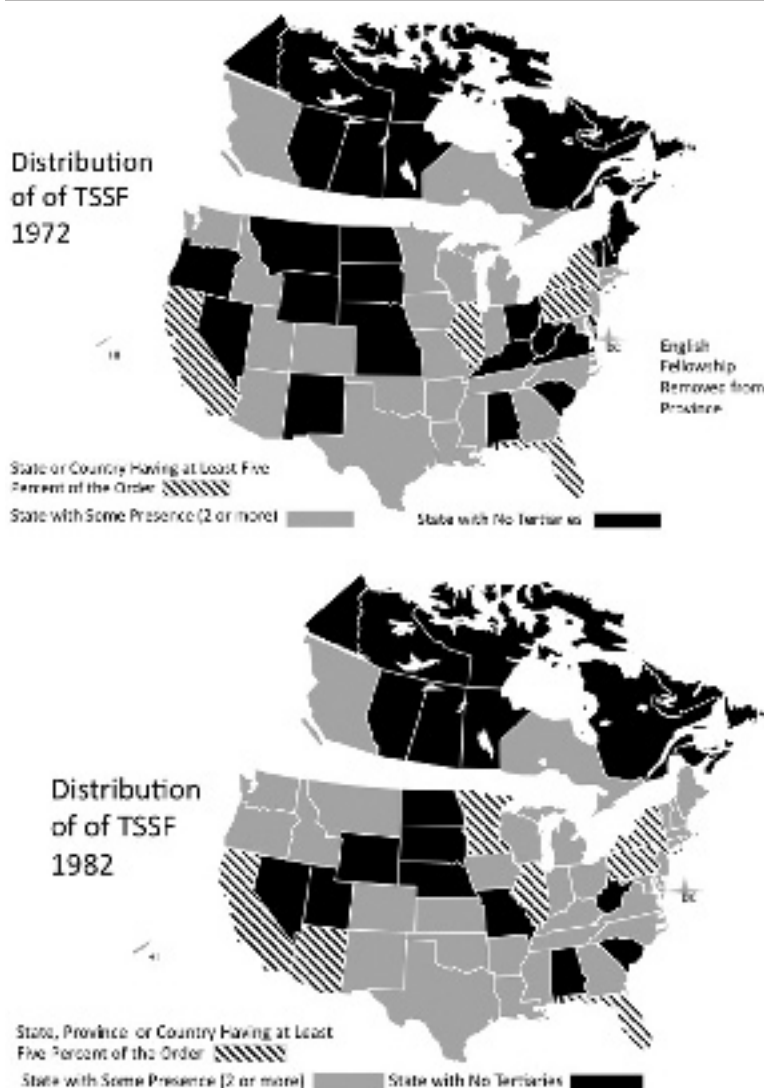 Distribution
of of TSSF
1972
English
Fellowship
Removed from
Province
DC
State or Country Having at Least Five
Percent of the Order
State with Some Presence (2 or more)
State with No Tertiaries
Distribution
of of TSSF
1982
DC
State, Province or Country Having at Least
Five Percent of the Order
State with Some Presence (2 or more)
State with No Tertiaries